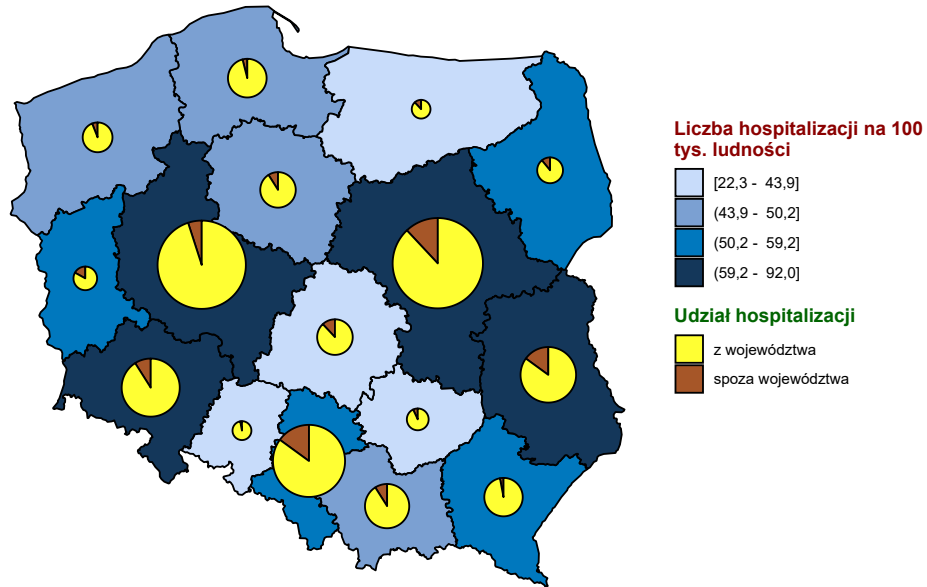 Liczba hospitalizacji na 100
tys. ludności
[22,3 - 43,9]
(43,9 - 50,2]
(50,2 - 59,2]
(59,2 - 92,0]
Udział hospitalizacji
z województwa
spoza województwa